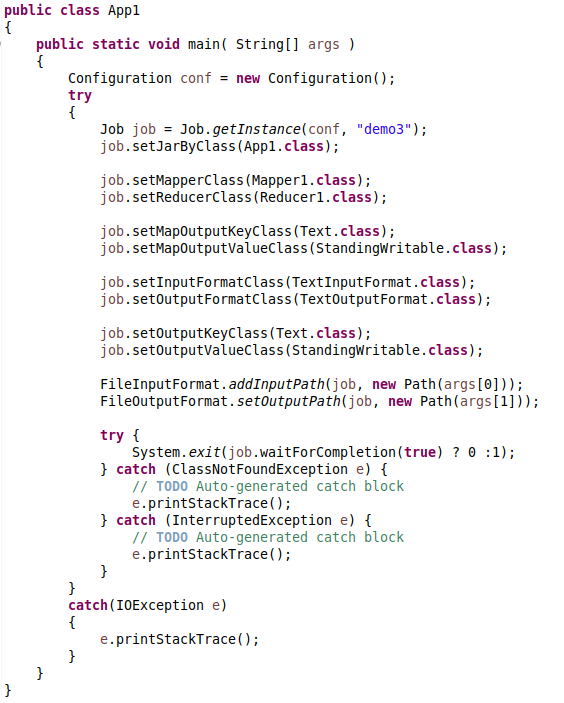 public class App1
{
    public static void main( String[] args )
    {
        Configuration conf = new Configuration();
        try
        {
            Job job = Job.getInstance(conf, "demo3");
            job.setJarByClass(App1.class);

            job.setMapperClass(Mapper1.class);
            job.setReducerClass(Reducer1.class);

            job.setMapOutputKeyClass(Text.class);
            job.setMapOutputValueClass(StandingWritable.class);

            job.setInputFormatClass(TextInputFormat.class);
            job.setOutputFormatClass(TextOutputFormat.class);

            job.setOutputKeyClass(Text.class);
            job.setOutputValueClass(StandingWritable.class);

            FileInputFormat.addInputPath(job, new Path(args[0]));
            FileOutputFormat.setOutputPath(job, new Path(args[1]));

            try {
                System.exit(job.waitForCompletion(true) ? 0 :1);
            } catch (ClassNotFoundException e) {
                // TODO Auto-generated catch block
                e.printStackTrace();
            } catch (InterruptedException e) {
                // TODO Auto-generated catch block
                e.printStackTrace();
            }
        }
        catch(IOException e)
        {
            e.printStackTrace();
        }
    }
}